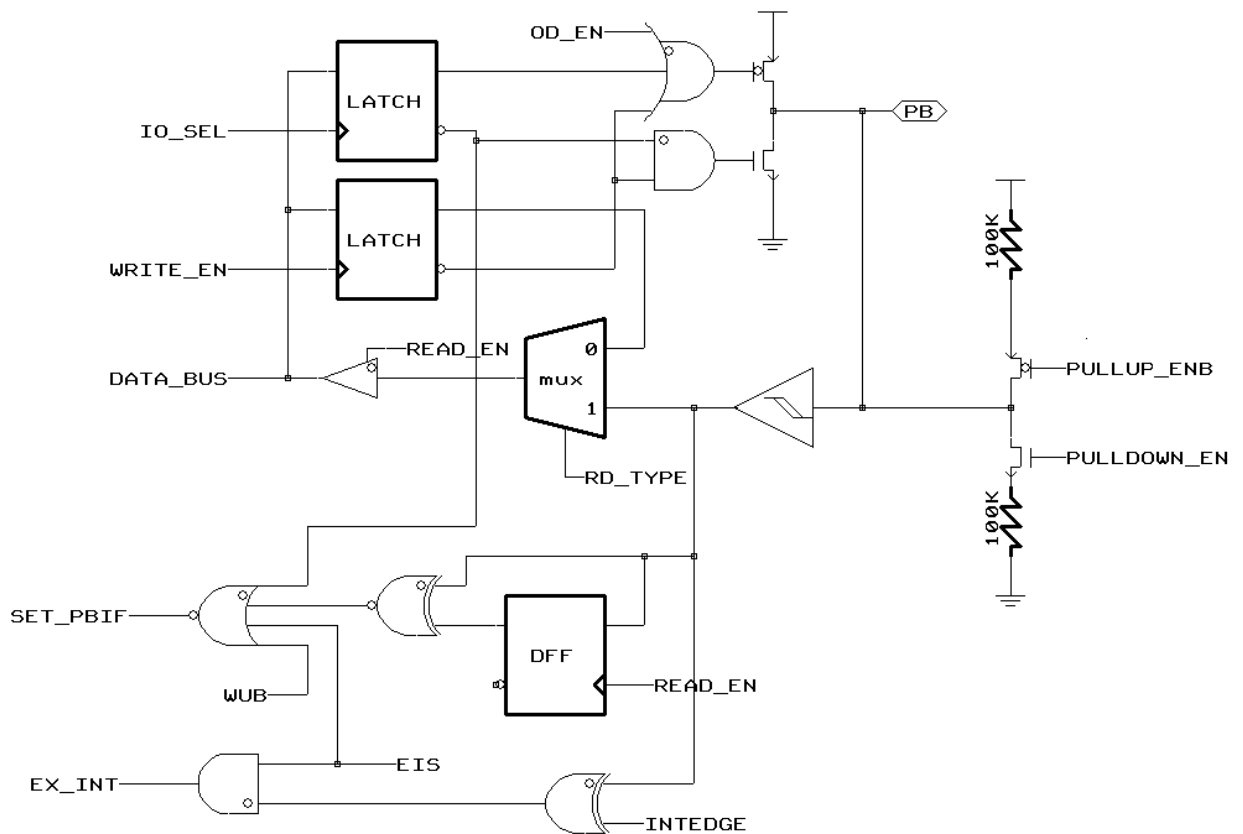 OD_EN
LATCH
IO_SEL
PB
100K
LATCH
WRITE_EN
READ_EN
0
PULLUP_ENB
DATA_BUS
mux
1
PULLDOWN_EN
RD_TYPE
100K
SET_PBIF
DFF
READ_EN
WUB
EIS
EX_INT
INTEDGE